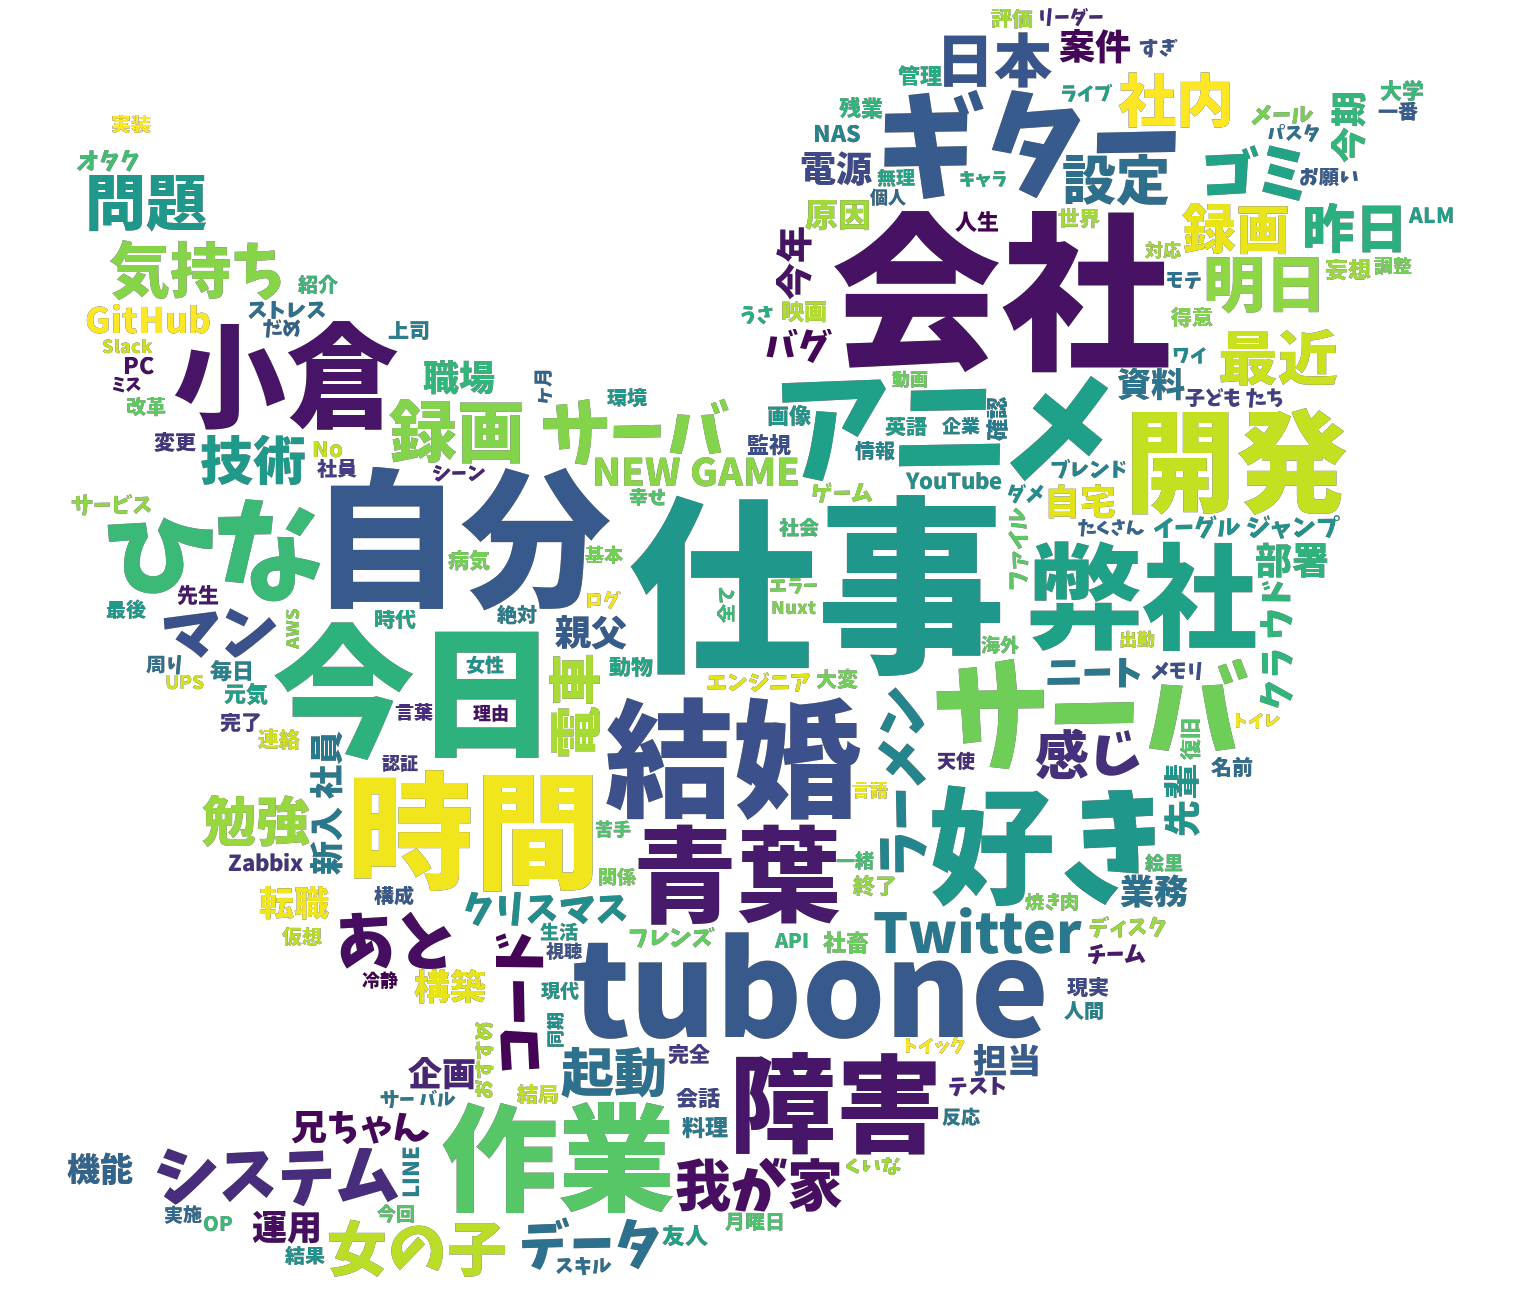 評価
リーダー
日本
案件
すぎ
管理
ライブ
社内
大学
一番
残業
NAS
ギター
メール
パスタ
今期
実装
オタク
問題
電源
無理
個人
キャラ
設定
ゴミ
お願い
原因
人生
世界
録画
昨日
ALM
気持ち
紹介
今年
会社
対応
明日
妄想
調整
モテ
GitHub
ストレス
だめ
上司
うさ
映画
得意
Slack
小倉
バグ
ワイ
最近
PC
ミス
職場
ヶ月
動画
アニメ
資料
子ども
たち
改革
環境
画像
英語
企業
確認
変更
技術
No
社員
録画
サーバ
監視
情報
開発
シーン
NEW GAME
YouTube
ブレンド
サービス
ひな
自分
幸せ
ゲーム
ダメ
自宅
仕事
社会
ファイル
たくさん
イーグル
ジャンプ
病気
基本
弊社
部署
最後
先生
エラー
Nuxt
クラウド
マン
AWS
時代
絶対
ログ
親父
出勤
周り
毎日
UPS
元気
今日
女性
電車
動物
海外
ニート
メモリ
エンジニア
大変
サーバ
トイレ
完了
連絡
言葉
理由
結婚
ラーメン
感じ
復旧
天使
名前
認証
新入
社員
時間
言語
先輩
勉強
苦手
青葉
好き
Zabbix
一緒
絵里
関係
終了
転職
構成
クリスマス
焼き肉
業務
仮想
あと
生活
視聴
フレンズ
API
社畜
Twitter
ディスク
チーム
冷静
構築
コード
現代
tubone
現実
人間
同期
おすすめ
企画
起動
完全
トイック
担当
サーバル
結局
会話
障害
テスト
兄ちゃん
作業
料理
反応
機能
システム
LINE
我が家
くいな
実施
OP
運用
今回
月曜日
結果
女の子
データ
スキル
友人